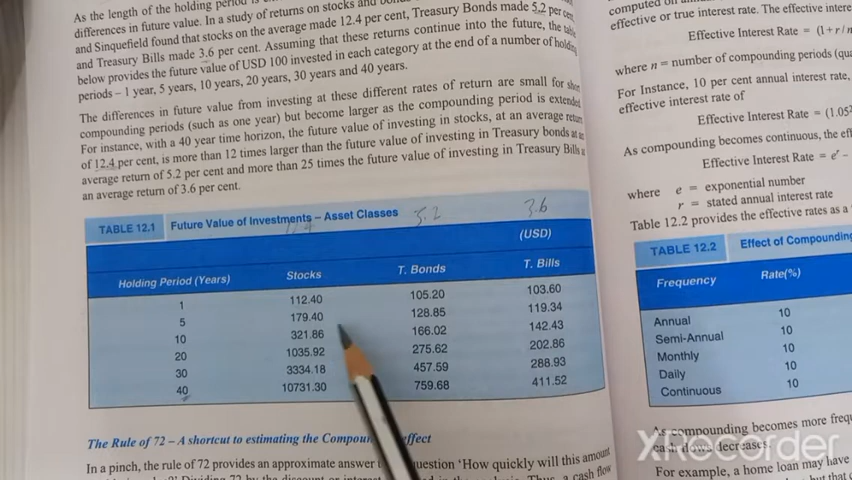 As the length of the holding period is
differences in future value. In a study of returns on stocks and
and Sinquefield found that stocks on the average made 12.4 per cent, Treasury Bonds made 5.2 per cent
and Treasury Bills made 3.6 per cent. Assuming that these returns continue into the future, the table
below provides the future value of USD 100 invested in each category at the end of a number of holding
periods – 1 year, 5 years, 10 years, 20 years, 30 years and 40 years.
The differences in future value from investing at these different rates of return are small for short
compounding periods (such as one year) but become larger as the compounding period is extended.
For instance, with a 40 year time horizon, the future value of investing in stocks, at an average return
of 12.4 per cent, is more than 12 times larger than the future value of investing in Treasury bonds at an
average return of 5.2 per cent and more than 25 times the future value of investing in Treasury Bills
an average return of 3.6 per cent.
12.4 5.2 3.6
TABLE 12.1 Future Value of Investments – Asset Classes
(USD)
Holding Period (Years) Stocks T. Bonds T. Bills
1 112.40 105.20 103.60
5 179.40 128.85 119.34
10 321.86 166.02 142.43
20 1035.92 275.62 202.86
30 3334.18 457.59 288.93
40 10731.30 759.68 411.52
The Rule of 72 – A shortcut to estimating the effect
In a pinch, the rule of 72 provides an approximate answer 'How quickly will this amount
a cash flow
computed on
effective or true interest rate. The effective
Effective Interest Rate = (1+r/n
where n = number of compounding periods
For Instance, 10 per cent annual interest rate,
effective interest rate of
Effective Interest Rate = (1.05
As compounding becomes continuous, the
Effective Interest Rate = e^r –
where e = exponential number
r = stated annual interest rate
Table 12.2 provides the effective rates as a
TABLE 12.2 Effect of Compounding
Frequency Rate(%)
Annual 10
Semi-Annual 10
Monthly 10
Daily 10
Continuous 10
As compounding becomes more
cash flows decreases.
For example, a home loan may have
XRecorder